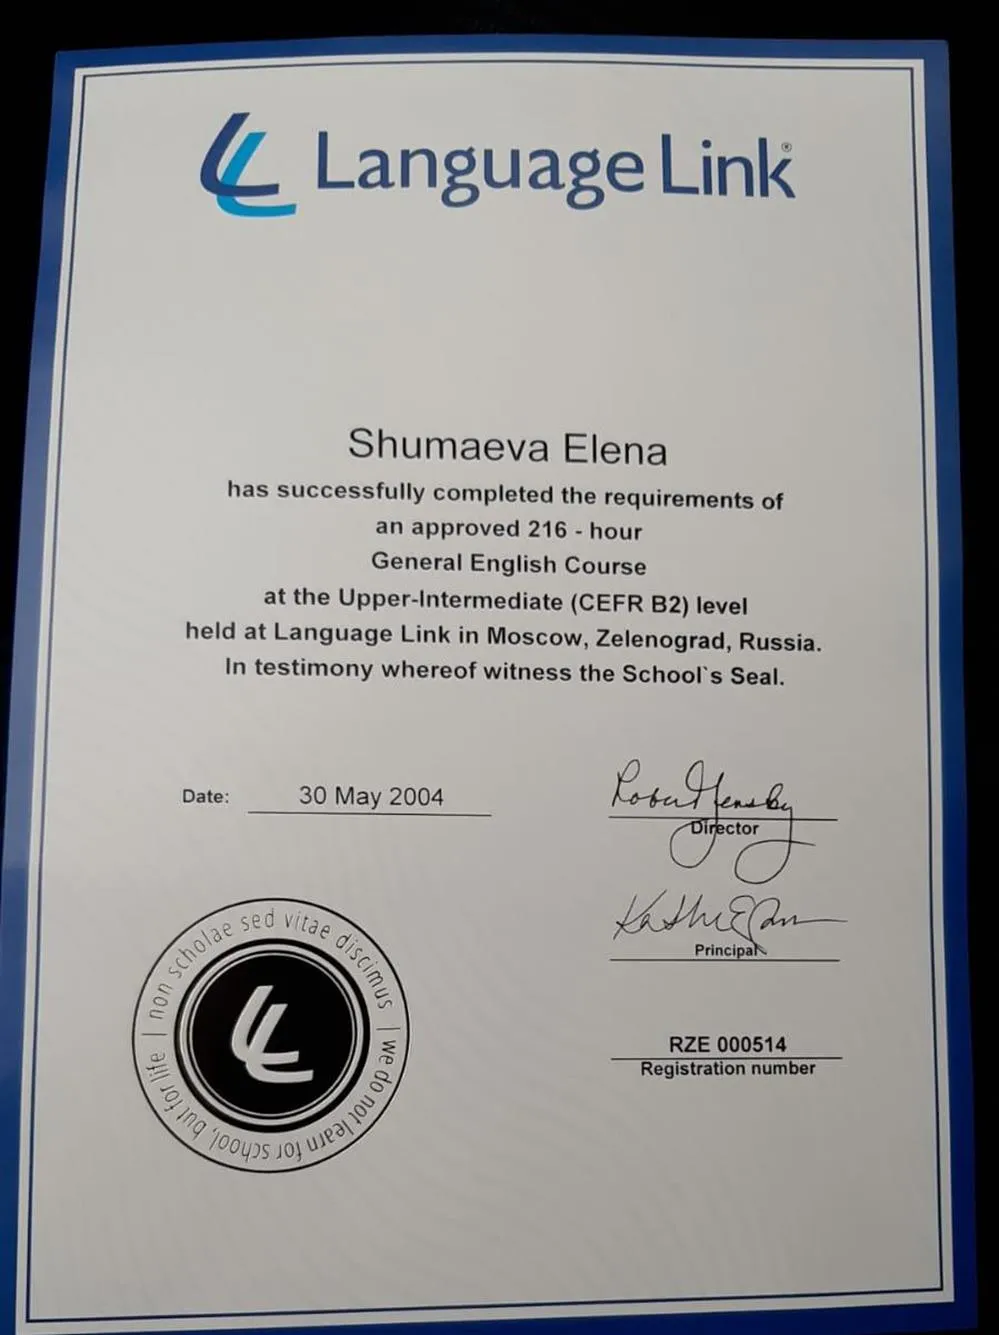 LL Language Link®
Shumaeva Elena
has successfully completed the requirements of
an approved 216 - hour
General English Course
at the Upper-Intermediate (CEFR B2) level
held at Language Link in Moscow, Zelenograd, Russia.
In testimony whereof witness the School`s Seal.
Date: 30 May 2004
Director
Principal
RZE 000514
Registration number
non scholae sed vitae discimus | we do not learn for school, but for life |
LL